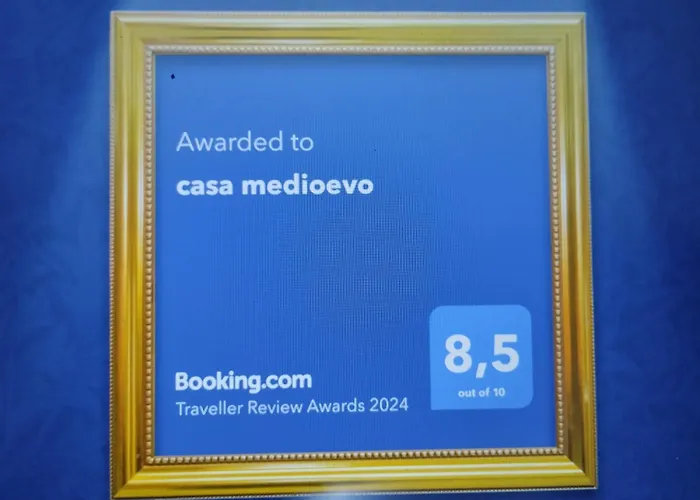 Awarded to
casa medioevo
8,5
out of 10
Booking.com
Traveller Review Awards 2024